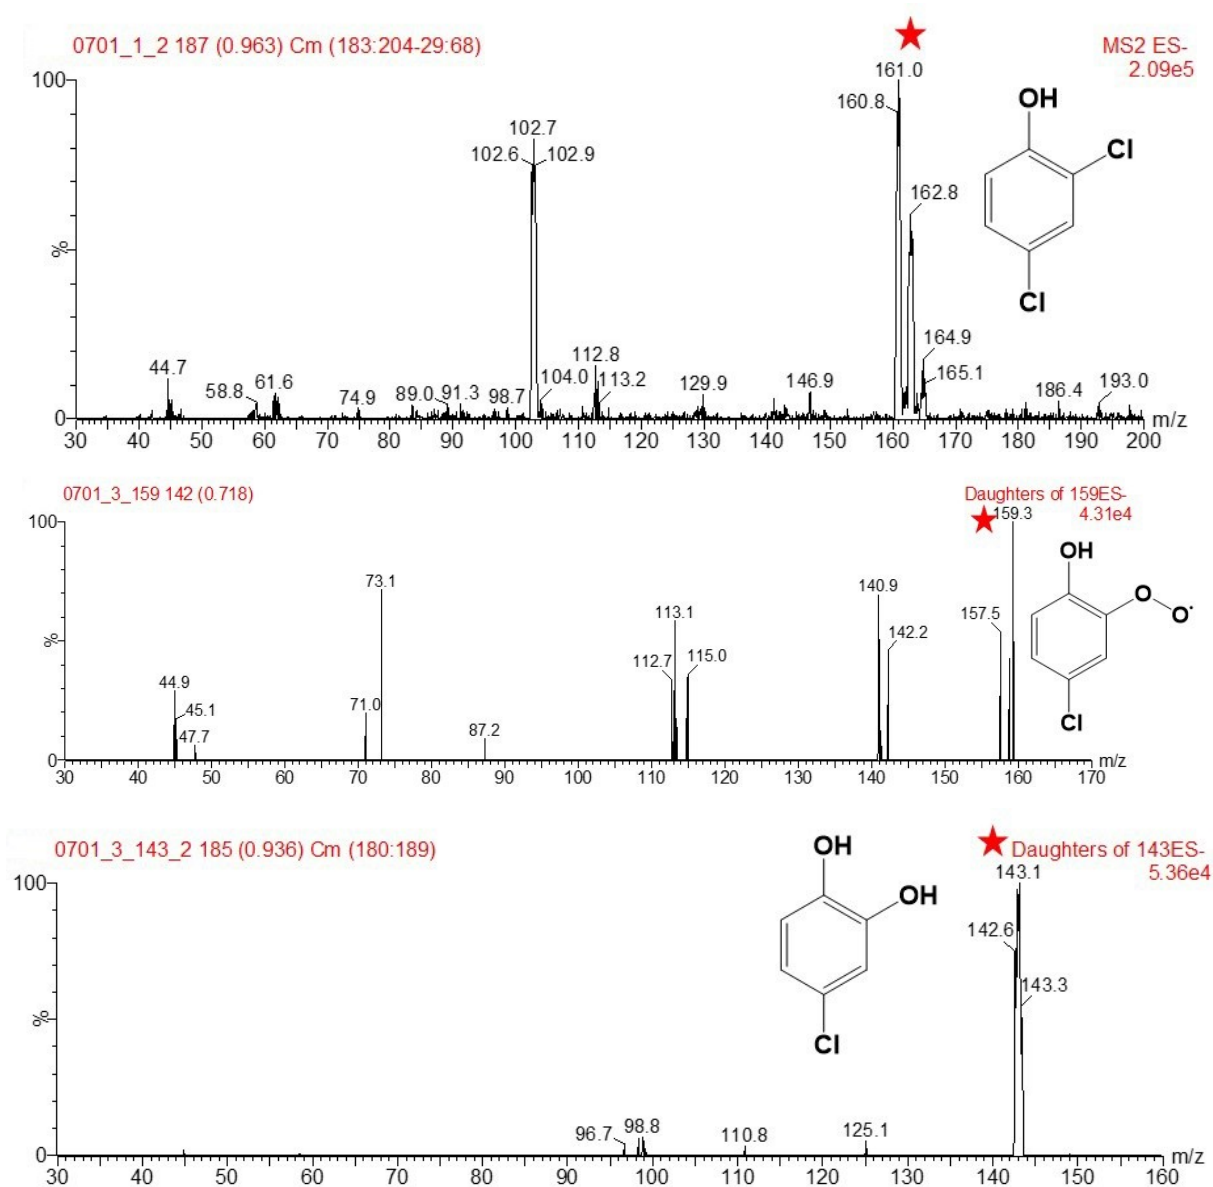 0701_1_2 187 (0.963) Cm (183:204-29:68)
MS2 ES-
2.09e5
100
161.0
160.8
OH
Cl
102.7
102.6
102.9
162.8
%
Cl
44.7
58.8
61.6
74.9
89.0
91.3
98.7
104.0
112.8
113.2
129.9
146.9
164.9
165.1
186.4
193.0
0
30 40 50 60 70 80 90 100 110 120 130 140 150 160 170 180 190 200
m/z
0701_3_159 142 (0.718)
Daughters of 159ES-
4.31e4
100
159.3
OH
O
O·
73.1
140.9
113.1
157.5
142.2
%
112.7
115.0
44.9
45.1
47.7
71.0
87.2
Cl
0
30 40 50 60 70 80 90 100 110 120 130 140 150 160 170
m/z
0701_3_143_2 185 (0.936) Cm (180:189)
OH
Daughters of 143ES-
5.36e4
100
143.1
OH
142.6
143.3
%
Cl
96.7
98.8
110.8
125.1
0
30 40 50 60 70 80 90 100 110 120 130 140 150 160
m/z